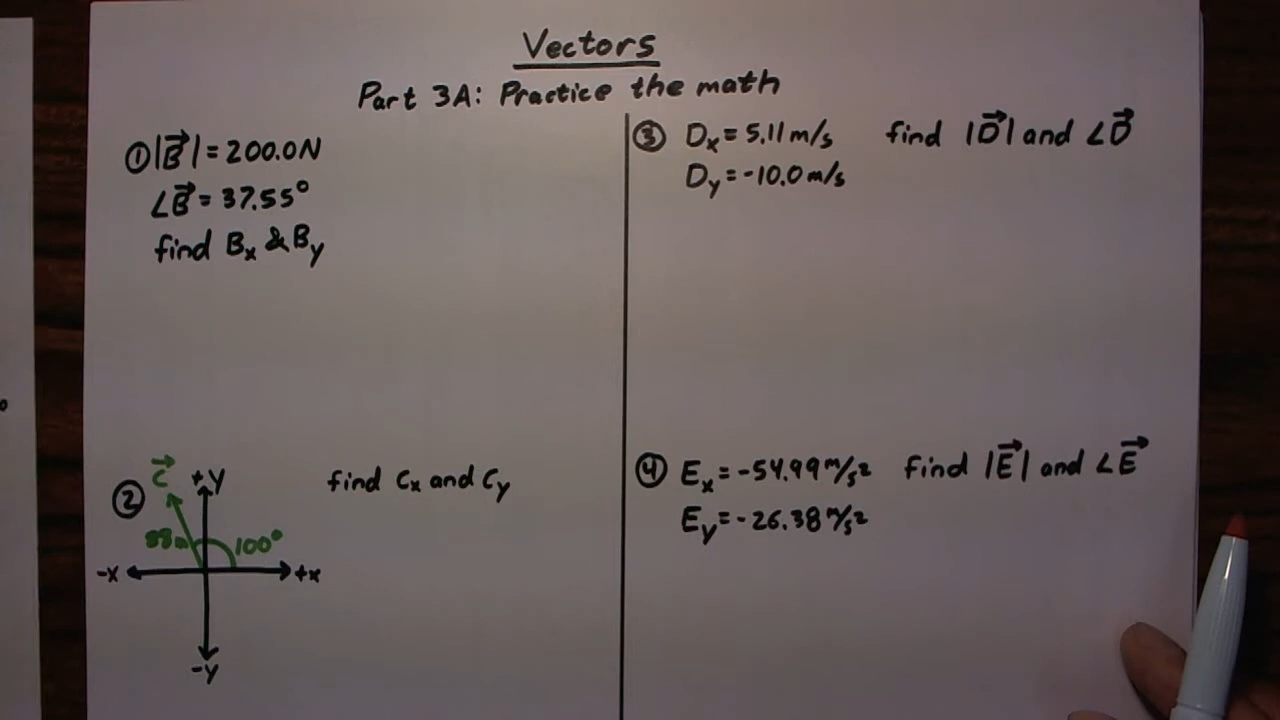 Vectors
Part 3A: Practice the math
① |B⃗| = 200.0N
∠B⃗ = 37.55°
find Bx & By
② C⃗ +y find Cx and Cy
100°
-x +x
-y
③ Dx = 5.11 m/s find |D⃗| and ∠D⃗
Dy = -10.0 m/s
④ Ex = -54.99 m/s² find |E⃗| and ∠E⃗
Ey = -26.38 m/s²